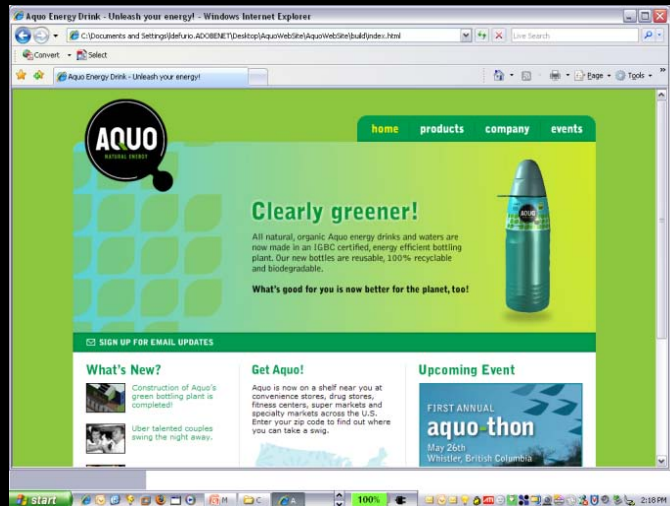 Aquo Energy Drink - Unleash your energy! - Windows Internet Explorer
C:\Documents and Settings\ldefurio.ADOBENET\Desktop\AquoWebSite\AquoWebSite\build\index.html
Live Search
Convert Select
Aquo Energy Drink - Unleash your energy!
Page Tools
AQUO
NATURAL ENERGY
home products company events
Clearly greener!
All natural, organic Aquo energy drinks and waters are
now made in an IGBC certified, energy efficient bottling
plant. Our new bottles are reusable, 100% recyclable
and biodegradable.
What's good for you is now better for the planet, too!
AQUO
SIGN UP FOR EMAIL UPDATES
What's New?
Construction of Aquo's
green bottling plant is
completed!
Uber talented couples
swing the night away.
Get Aquo!
Aquo is now on a shelf near you at
convenience stores, drug stores,
fitness centers, super markets and
specialty markets across the U.S.
Enter your zip code to find out where
you can take a swig.
Upcoming Event
FIRST ANNUAL
aquo-thon
May 26th
Whistler, British Columbia
start
M
C
A
100%
2:18 PM